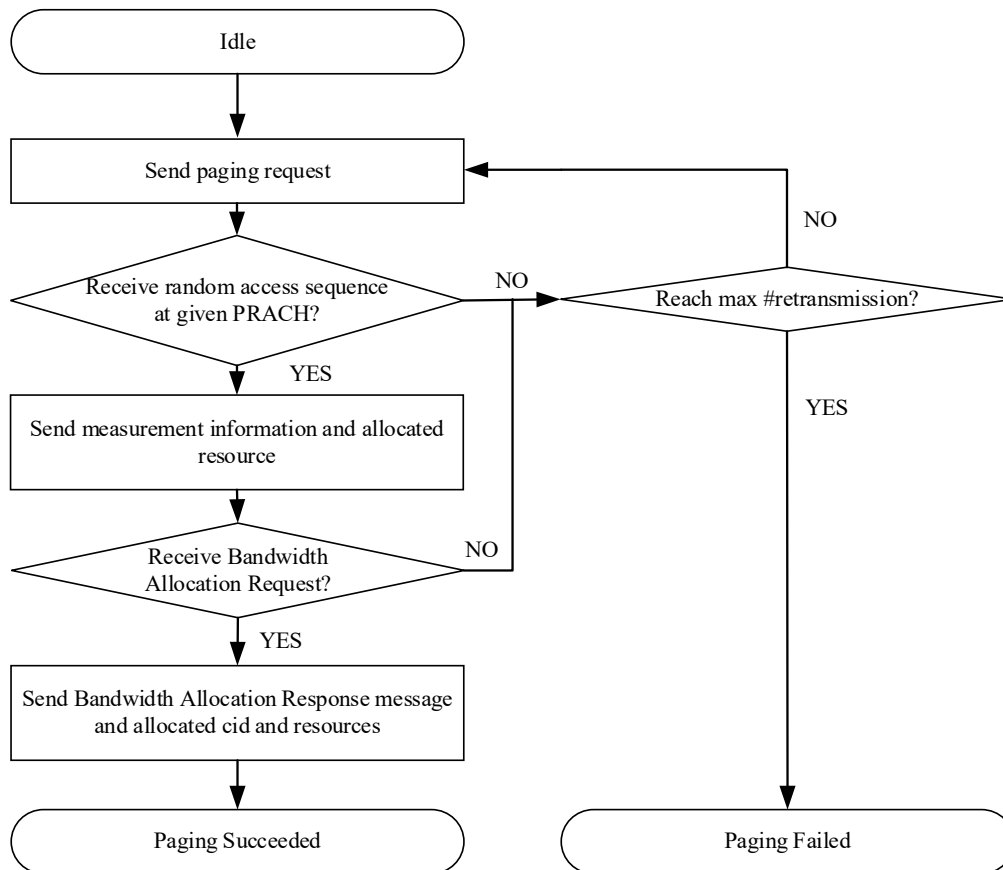 Idle
Send paging request
NO
Receive random access sequence
at given PRACH?
NO
Reach max #retransmission?
YES
YES
Send measurement information and allocated
resource
Receive Bandwidth
Allocation Request?
NO
YES
Send Bandwidth Allocation Response message
and allocated cid and resources
Paging Succeeded
Paging Failed